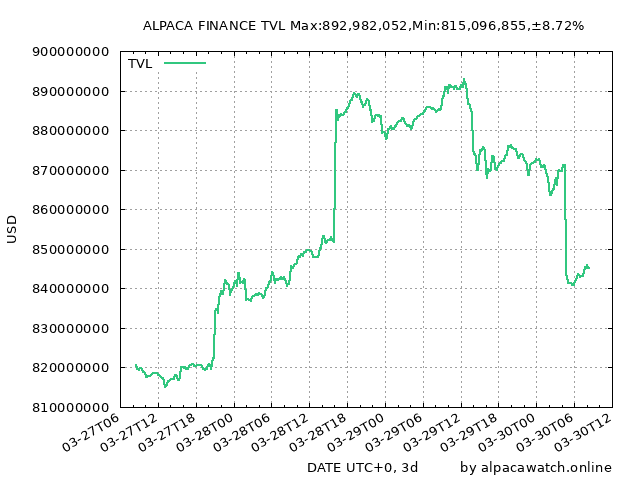 ALPACA FINANCE TVL Max:892,982,052,Min:815,096,855,±8.72%
TVL
900000000
890000000
880000000
870000000
860000000
850000000
840000000
830000000
820000000
810000000
USD
03-27T06
03-27T12
03-27T18
03-28T00
03-28T06
03-28T12
03-28T18
03-29T00
03-29T06
03-29T12
03-29T18
03-30T00
03-30T06
03-30T12
DATE UTC+0, 3d
by alpacawatch.online